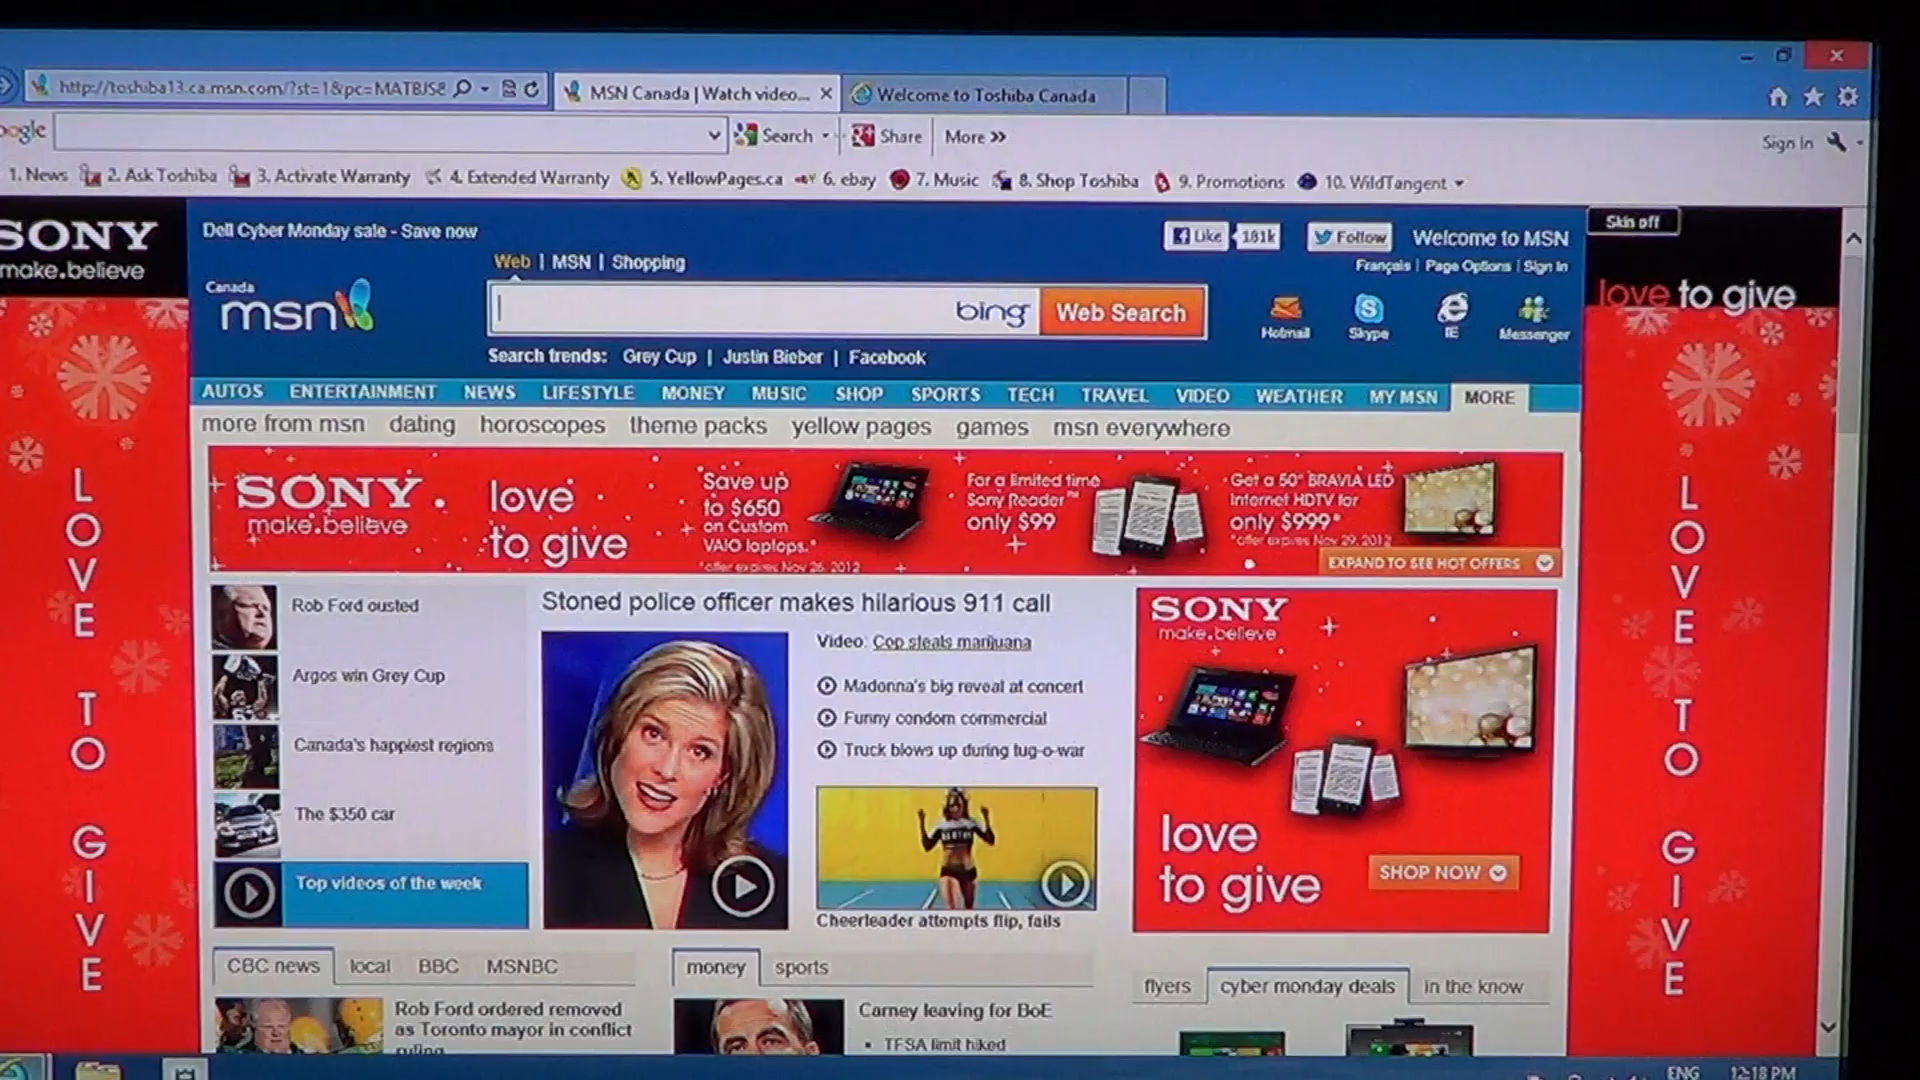 http://toshiba13.ca.msn.com/?st=1&pc=MATBJS
MSN Canada | Watch video...
Welcome to Toshiba Canada
oogle
Search
Share
More »
Sign In
1. News
2. Ask Toshiba
3. Activate Warranty
4. Extended Warranty
5. YellowPages.ca
6. ebay
7. Music
8. Shop Toshiba
9. Promotions
10. WildTangent
SONY
make.believe
Dell Cyber Monday sale - Save now
Like
181k
Follow
Welcome to MSN
Skin off
Web | MSN | Shopping
Français | Page Options | Sign In
Canada
msn
bing
Web Search
Hotmail
Skype
IE
Messenger
love to give
Search trends: Grey Cup | Justin Bieber | Facebook
AUTOS ENTERTAINMENT NEWS LIFESTYLE MONEY MUSIC SHOP SPORTS TECH TRAVEL VIDEO WEATHER MY MSN MORE
more from msn dating horoscopes theme packs yellow pages games msn everywhere
SONY
make.believe
love
to give
Save up
to $650
on Custom
VAIO laptops.*
*offer expires Nov 26, 2012
For a limited time
Sony Reader™
only $99
Get a 50" BRAVIA LED
Internet HDTV for
only $999*
*offer expires Nov 29, 2012
EXPAND TO SEE HOT OFFERS
LOVE TO GIVE
LOVE TO GIVE
Rob Ford ousted
Argos win Grey Cup
Canada's happiest regions
The $350 car
Top videos of the week
Stoned police officer makes hilarious 911 call
Video: Cop steals marijuana
Madonna's big reveal at concert
Funny condom commercial
Truck blows up during tug-o-war
Cheerleader attempts flip, fails
SONY
make.believe
love
to give
SHOP NOW
CBC news local BBC MSNBC
money sports
flyers cyber monday deals in the know
Rob Ford ordered removed
as Toronto mayor in conflict
ruling
Carney leaving for BoE
TFSA limit hiked
ENG
12:18 PM